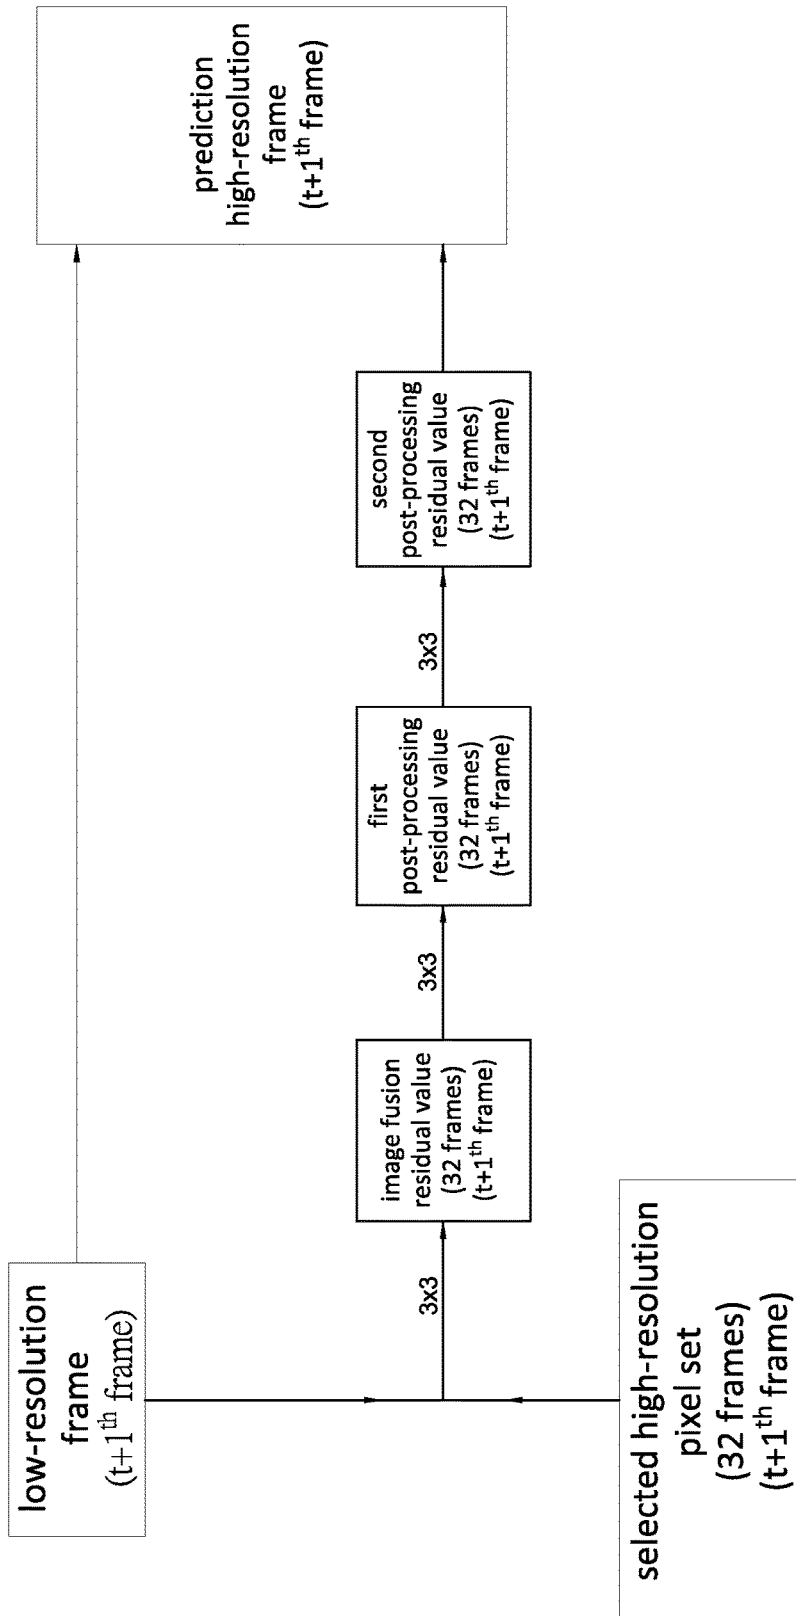 low-resolution
frame
(t+1th frame)
selected high-resolution
pixel set
(32 frames)
(t+1th frame)
3x3
image fusion
residual value
(32 frames)
(t+1th frame)
3x3
first
post-processing
residual value
(32 frames)
(t+1th frame)
3x3
second
post-processing
residual value
(32 frames)
(t+1th frame)
prediction
high-resolution
frame
(t+1th frame)